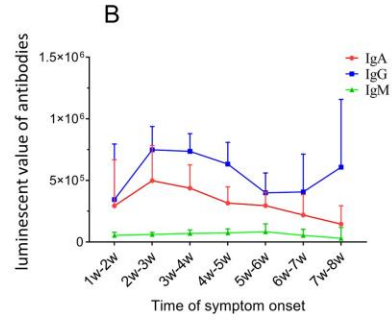 B
1.5×10⁶
1×10⁶
5×10⁵
0
luminescent value of antibodies
IgA
IgG
IgM
1w-2w
2w-3w
3w-4w
4w-5w
5w-6w
6w-7w
7w-8w
Time of symptom onset